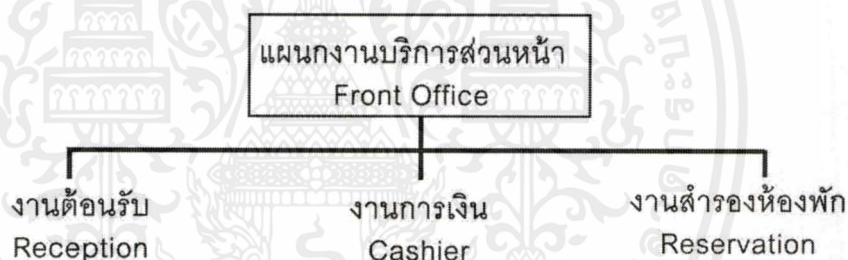 แผนกงานบริการส่วนหน้า
Front Office
งานต้อนรับ
Reception
งานการเงิน
Cashier
งานสำรองห้องพัก
Reservation